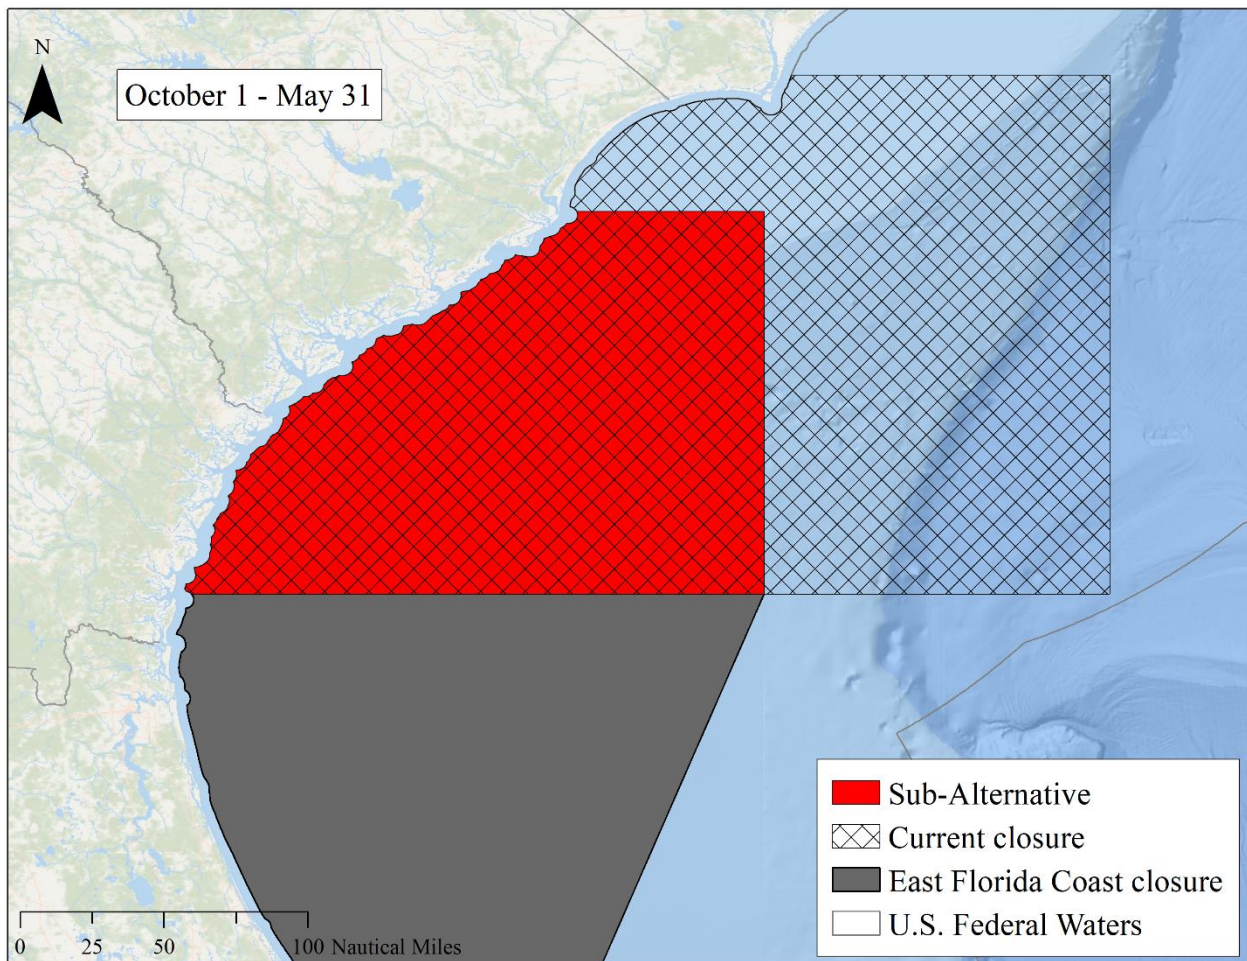 N
October 1 - May 31
Sub-Alternative
Current closure
East Florida Coast closure
U.S. Federal Waters
0 25 50 100 Nautical Miles